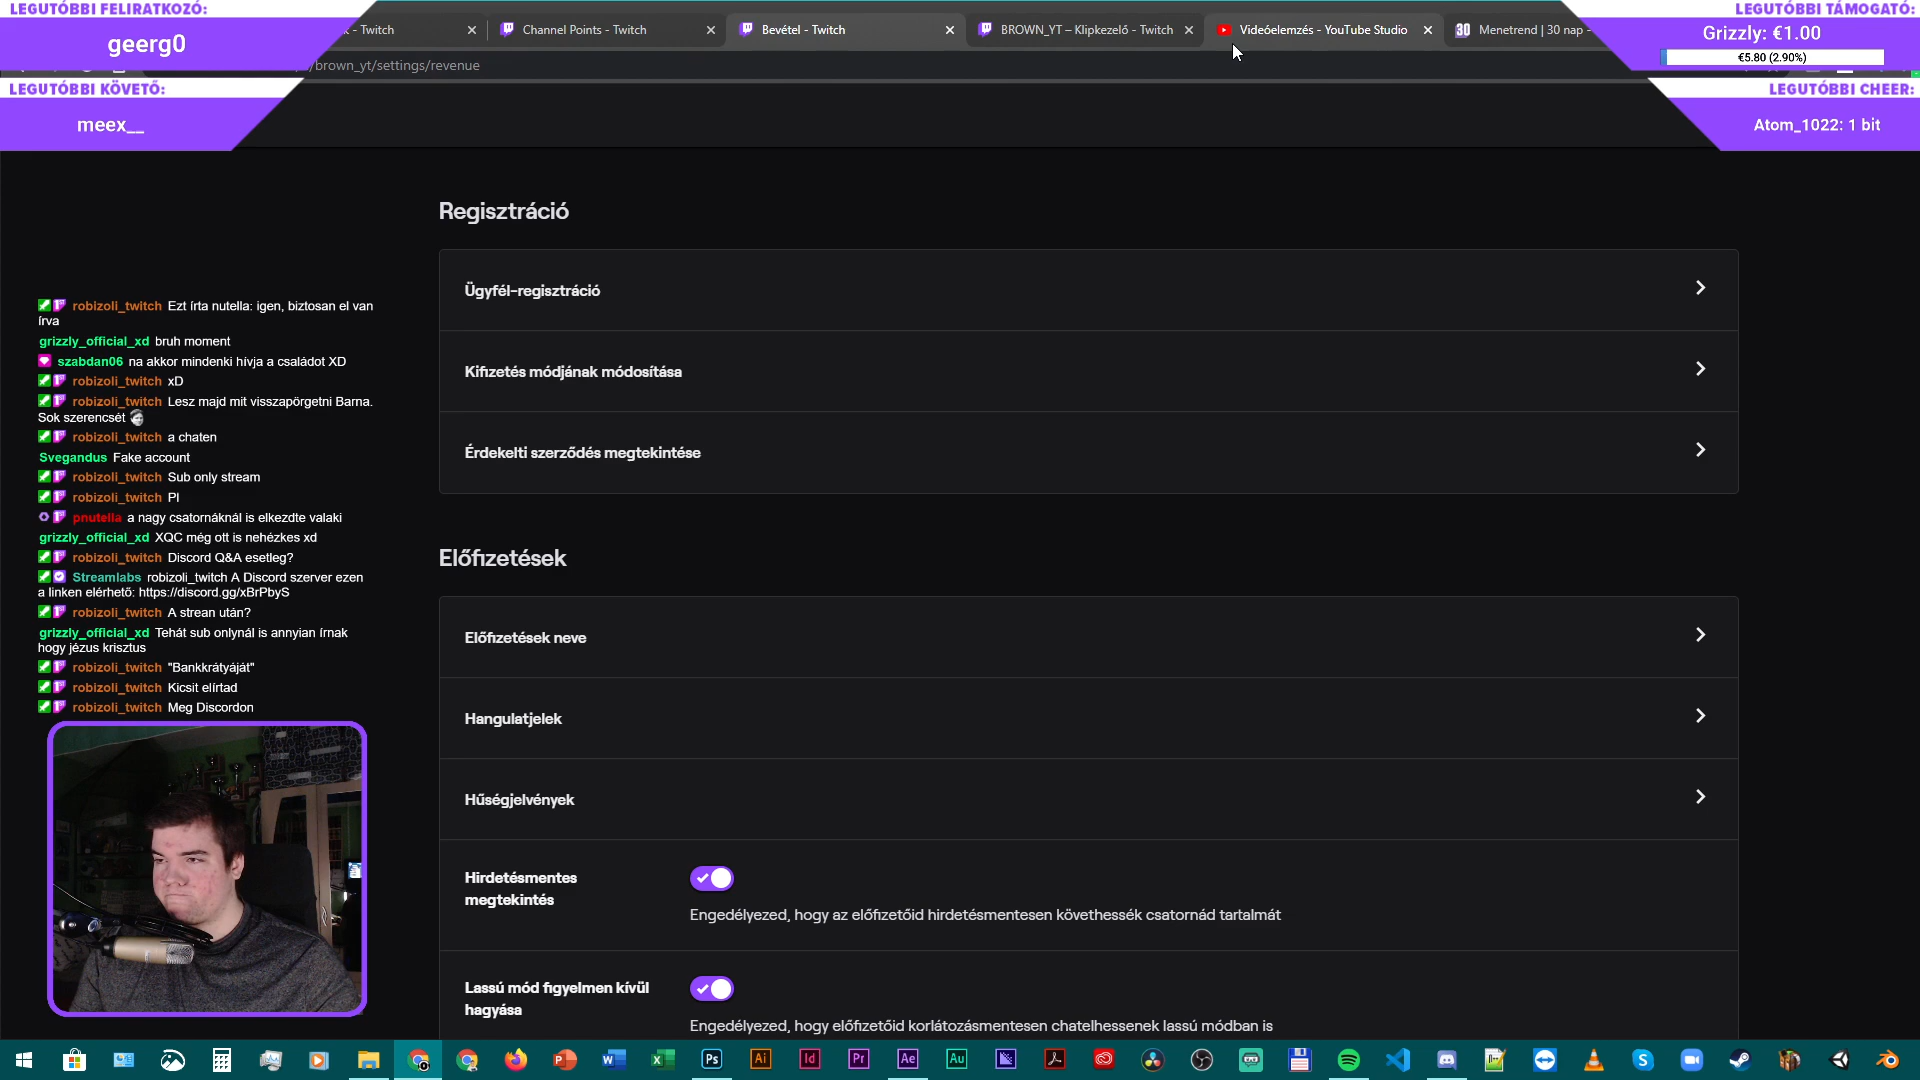 LEGUTÓBBI FELIRATKOZÓ:
geerg0
LEGUTÓBBI KÖVETŐ:
meex__
- Twitch
Channel Points - Twitch
Bevétel - Twitch
BROWN_YT – Klipkezelő - Twitch
Videóelemzés - YouTube Studio
30 Menetrend | 30 nap -
/brown_yt/settings/revenue
LEGUTÓBBI TÁMOGATÓ:
Grizzly: €1.00
€5.80 (2.90%)
LEGUTÓBBI CHEER:
Atom_1022: 1 bit
robizoli_twitch Ezt írta nutella: igen, biztosan el van
írva
grizzly_official_xd bruh moment
szabdan06 na akkor mindenki hívja a családot XD
robizoli_twitch xD
robizoli_twitch Lesz majd mit visszapörgetni Barna.
Sok szerencsét
robizoli_twitch a chaten
Svegandus Fake account
robizoli_twitch Sub only stream
robizoli_twitch Pl
pnutella a nagy csatornáknál is elkezdte valaki
grizzly_official_xd XQC még ott is nehézkes xd
robizoli_twitch Discord Q&A esetleg?
Streamlabs robizoli_twitch A Discord szerver ezen
a linken elérhető: https://discord.gg/xBrPbyS
robizoli_twitch A strean után?
grizzly_official_xd Tehát sub onlynál is annyian írnak
hogy jézus krisztus
robizoli_twitch "Bankkrátyáját"
robizoli_twitch Kicsit elírtad
robizoli_twitch Meg Discordon
Regisztráció
Ügyfél-regisztráció
Kifizetés módjának módosítása
Érdekelti szerződés megtekintése
Előfizetések
Előfizetések neve
Hangulatjelek
Hűségjelvények
Hirdetésmentes
megtekintés
Engedélyezed, hogy az előfizetőid hirdetésmentesen követhessék csatornád tartalmát
Lassú mód figyelmen kívül
hagyása
Engedélyezed, hogy előfizetőid korlátozásmentesen chatelhessenek lassú módban is
Ps
Ai
Id
Pr
Ae
Au